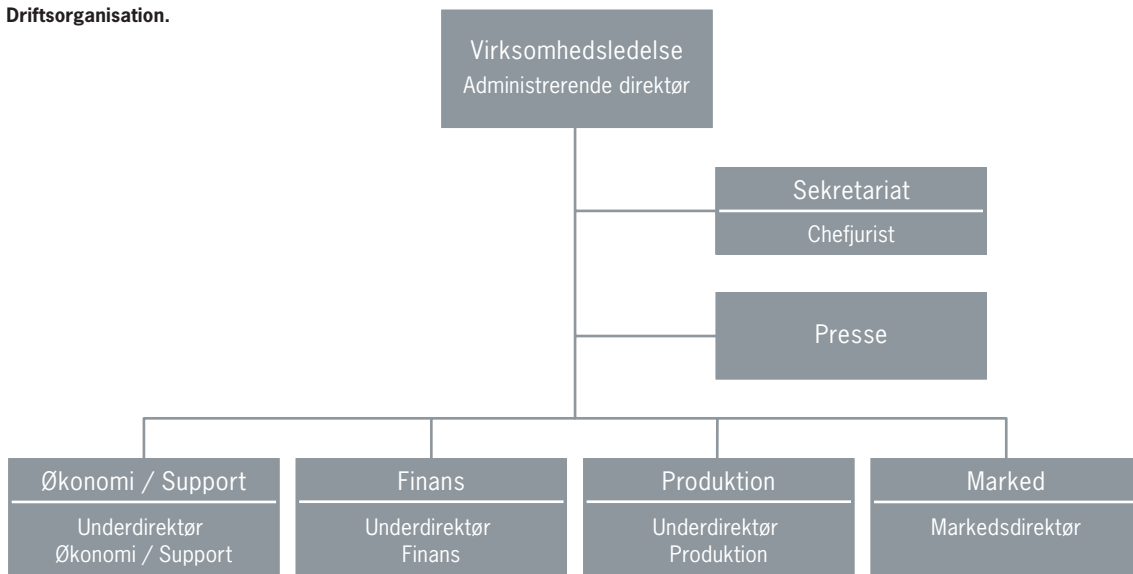 Driftsorganisation.
Virksomhedsledelse
Administrerende direktør
Sekretariat
Chefjurist
Presse
Økonomi / Support
Underdirektør
Økonomi / Support
Finans
Underdirektør
Finans
Produktion
Underdirektør
Produktion
Marked
Markedsdirektør